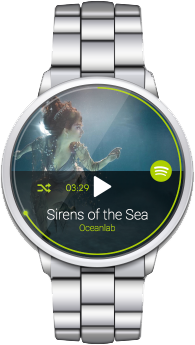 03:29
Sirens of the Sea
Oceanlab